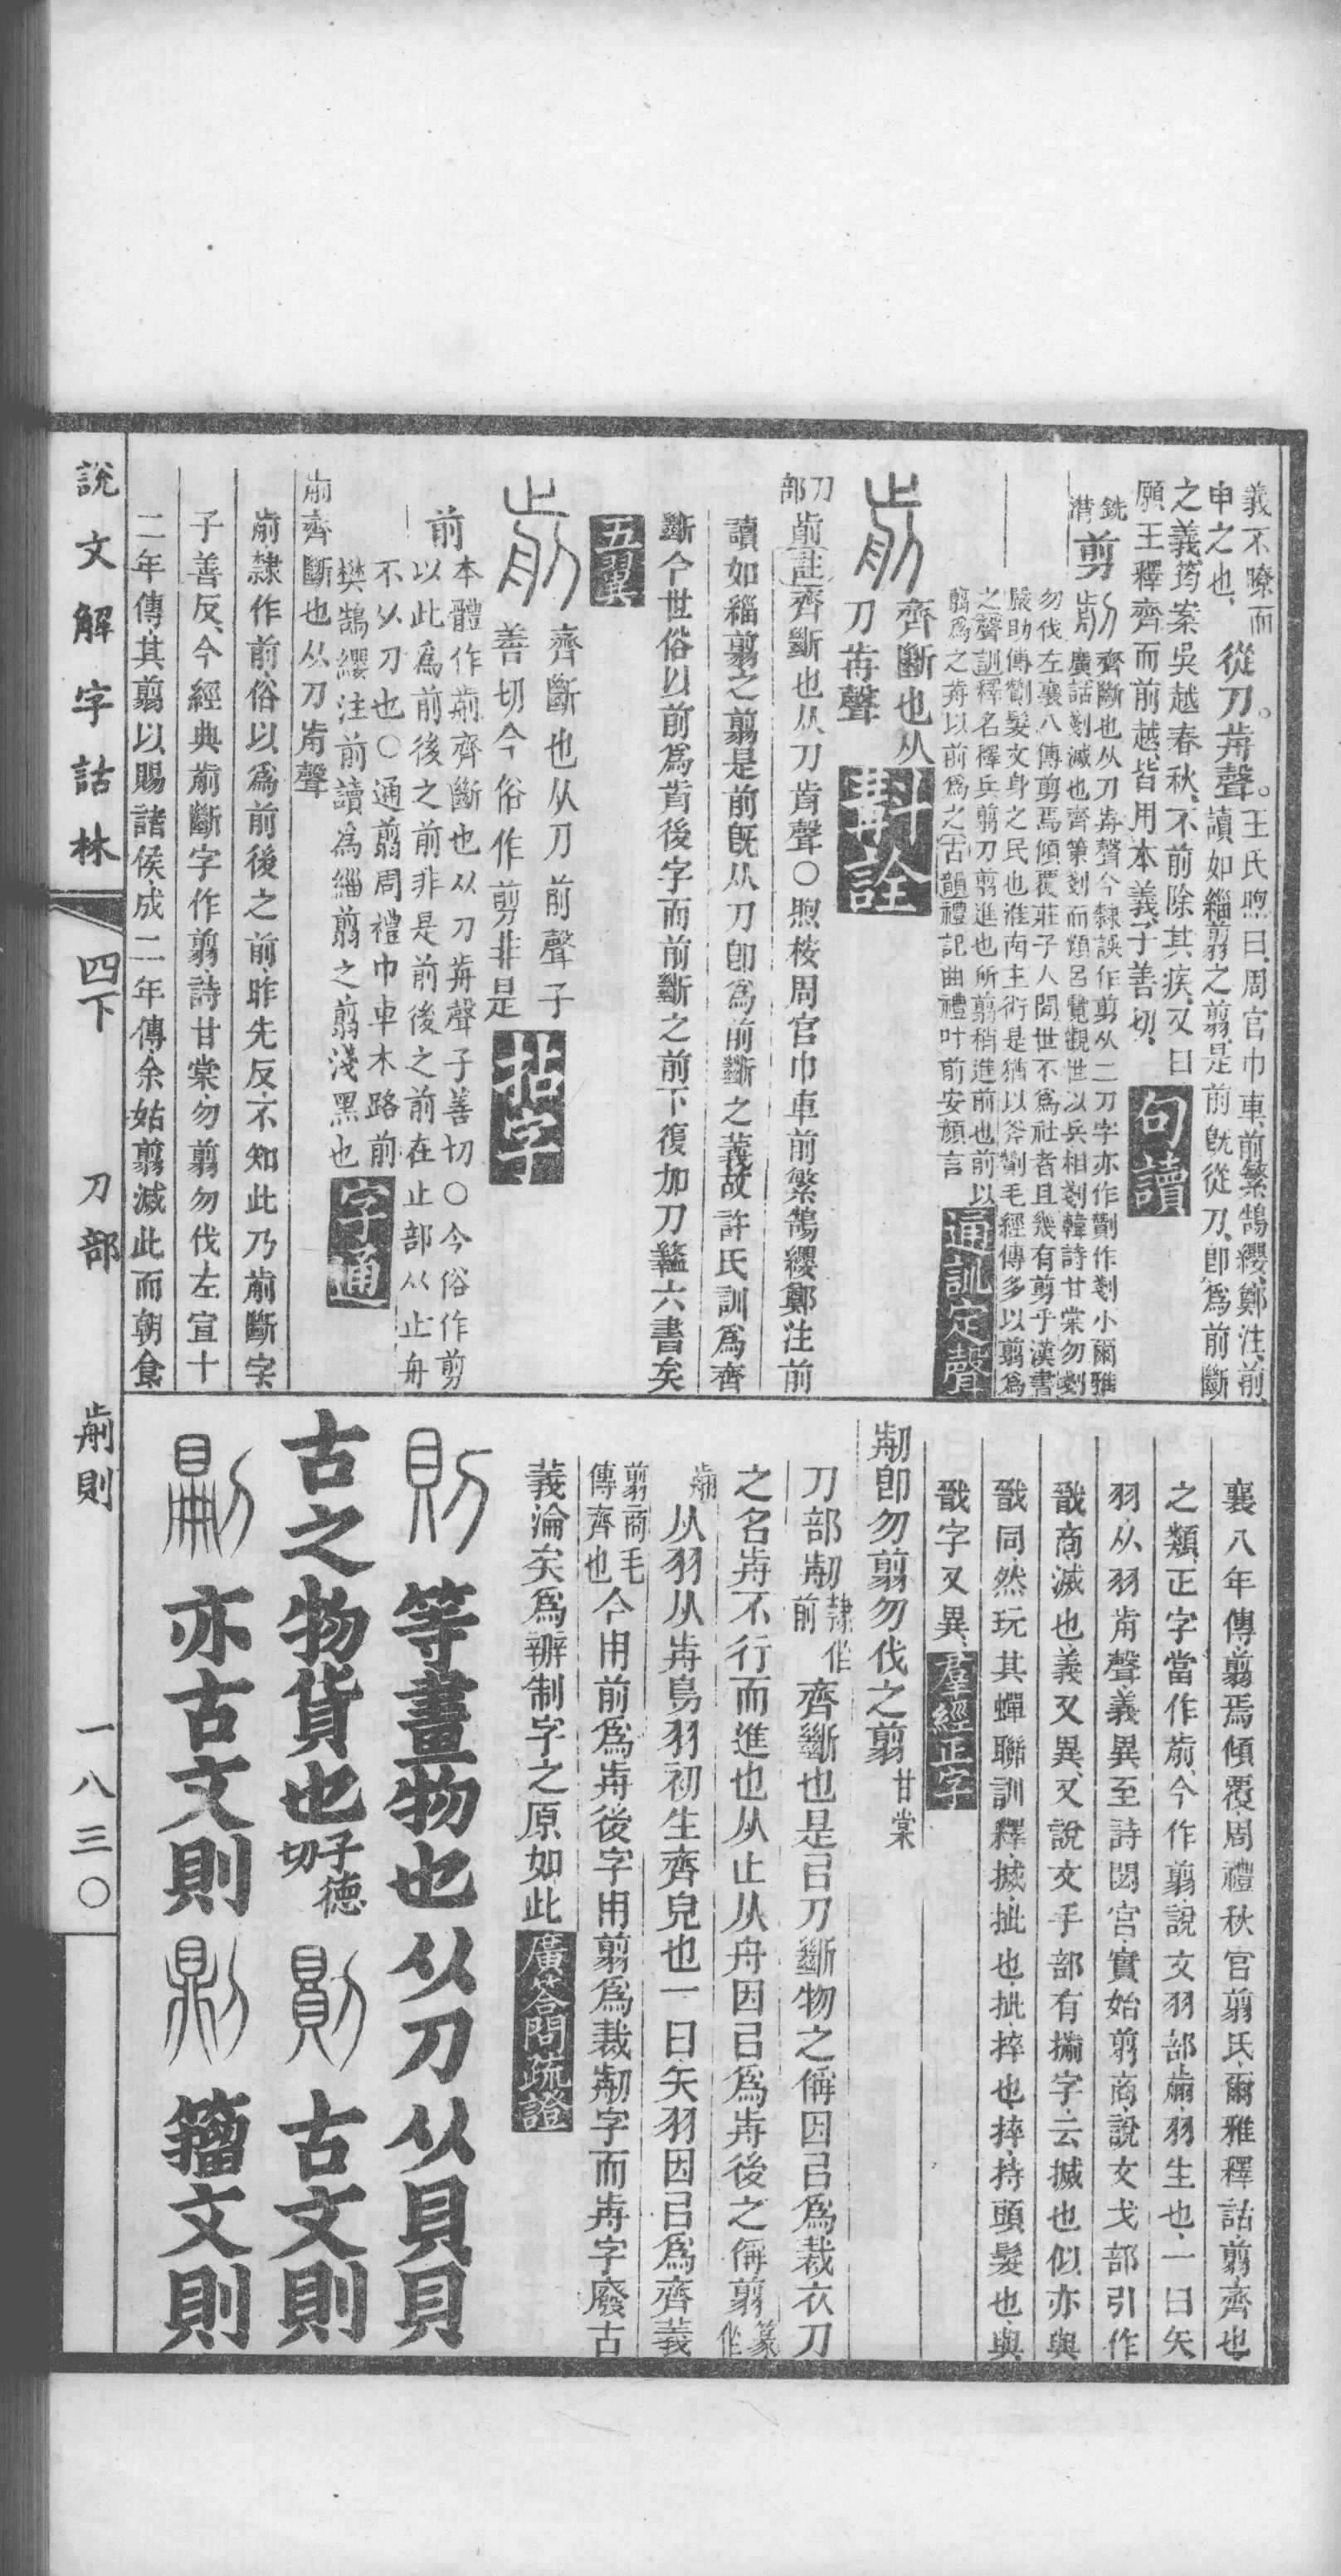 義不瞭而
申之也、
從刀歬聲。
王氏煦曰、周官巾車、前繁鵠纓、鄭注、前
讀如緇翦之翦、是前既從刀、卽爲前斷
之義、筠案吳越春秋、不前除其疾、又曰
願王釋齊而前越、皆用本義、子善切、
句讀
銑
潸
剪
齊斷也从刀歬聲今隸誤作剪从二刀字亦作劗作剗小爾雅
廣詁剗滅也齊策剗而類呂覽觀世以兵相剗韓詩甘棠勿剗
勿伐左襄八傳剪焉傾覆莊子人閒世不爲社者且幾有剪乎漢書
嚴助傳劗髮文身之民也淮南主術是猶以斧劗毛經傳多以翦爲
之聲訓釋名釋兵剪刀剪進也所剪稍進前也前以
翦爲之歬以前爲之古韻禮記曲禮叶前安顏言
通訓定聲
齊斷也从
刀歬聲
斠詮
刀部
歬註齊斷也从刀歬聲○煦桉周官巾車前繁鵠纓鄭注前
讀如緇翦之翦是前既从刀卽爲前斷之義故許氏訓爲齊
斷今世俗以前爲歬後字而前斷之前下復加刀蓋六書矣
五翼
齊斷也从刀前聲子
善切今俗作剪非是
拈字
前
本體作歬齊斷也从刀歬聲子善切○今俗作剪
以此爲前後之前非是前後之前在止部从止舟
不从刀也○通翦周禮巾車木路前
樊鵠纓注前讀爲緇翦之翦淺黑也
字通
齊斷也从刀歬聲
隸作前、俗以爲前後之前、昨先反、不知此乃斷字
子善反、今經典斷字作翦、詩甘棠、勿翦勿伐、左宣十
二年傳、其翦以賜諸侯、成二年傳、余姑翦滅此而朝食
說文解字詁林
四下
刀部
則
一八三〇
襄八年傳、翦焉傾覆、周禮秋官翦氏、爾雅釋詁、翦齊也、
之類、正字當作、今作翦、說文羽部、羽生也、一曰矢
羽、从羽歬聲、義異、至詩閟宮、實始翦商、說文戈部引作
戩商、滅也、義又異、又說文手部有揃字、云搣也、似亦與
戩同、然玩其蟬聯訓釋、搣、批也、批、捽也、捽、持頭髮也、與
戩字又異、
羣經正字
卽勿翦勿伐之翦
甘棠
刀部
隸作
前
齊斷也是㠯刀斷物之偁因㠯爲裁衣刀
之名歬不行而進也从止从舟因㠯爲歬後之偁翦
篆作
从羽从歬鳥羽初生齊皃也一曰矢羽因㠯爲齊義
翦商毛
傳齊也
今用前爲歬後字用翦爲裁字而歬字廢古
義淪矣爲辨制字之原如此
廣答問疏證
等畫物也从刀从貝貝
古之物貨也
子德
切
古文則
亦古文則
籀文則